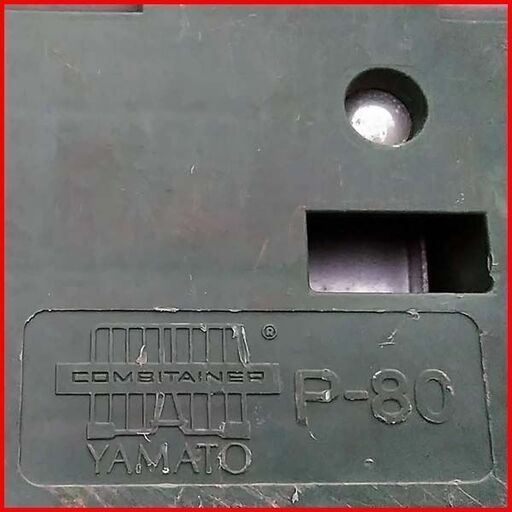 ®
COMBITAINER
P-80
YAMATO